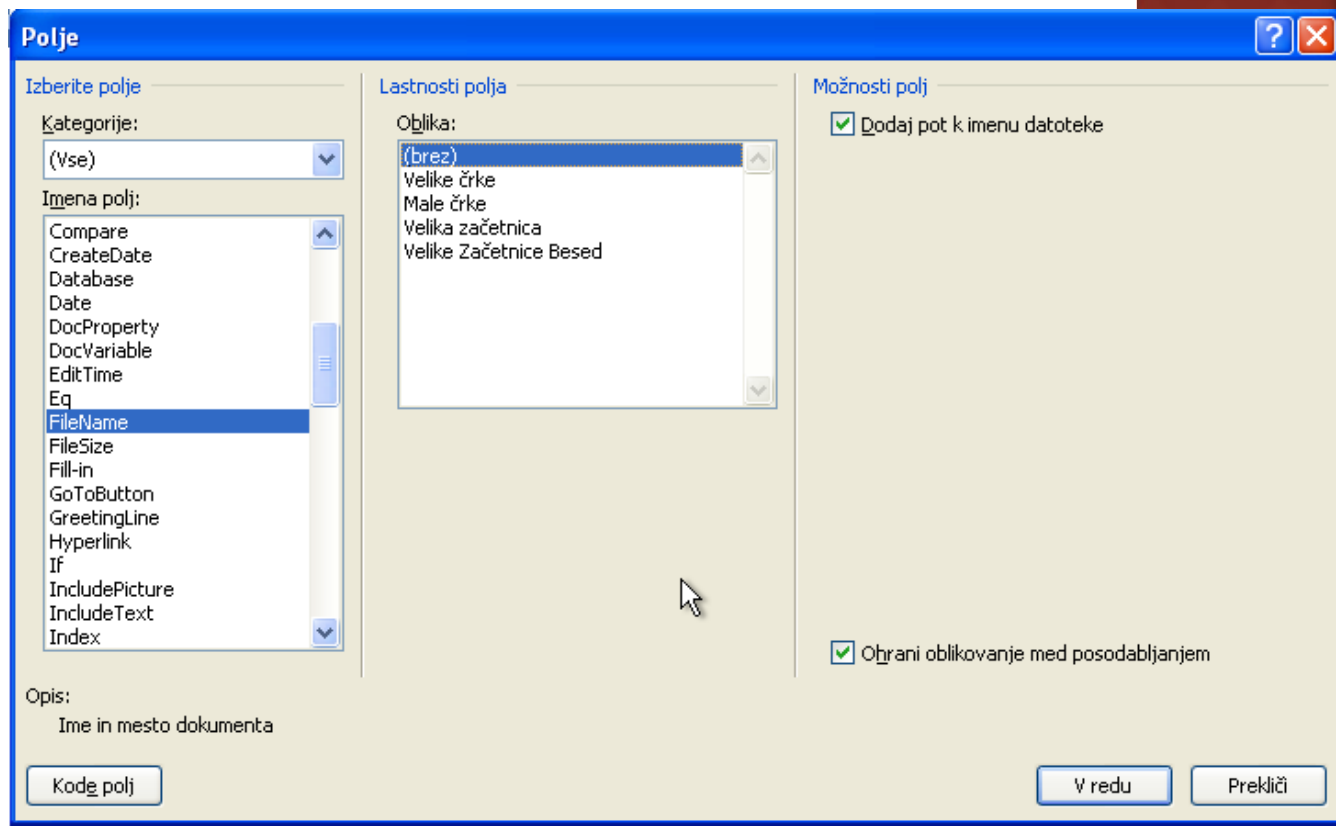 Polje
Izberite polje
Kategorije:
(Vse)
Imena polj:
Compare
CreateDate
Database
Date
DocProperty
DocVariable
EditTime
Eq
FileName
FileSize
Fill-in
GoToButton
GreetingLine
Hyperlink
If
IncludePicture
IncludeText
Index
Lastnosti polja
Oblika:
(brez)
Velike črke
Male črke
Velika začetnica
Velike Začetnice Besed
Možnosti polj
Dodaj pot k imenu datoteke
Ohrani oblikovanje med posodabljanjem
Opis:
Ime in mesto dokumenta
Kode polj
V redu
Prekliči